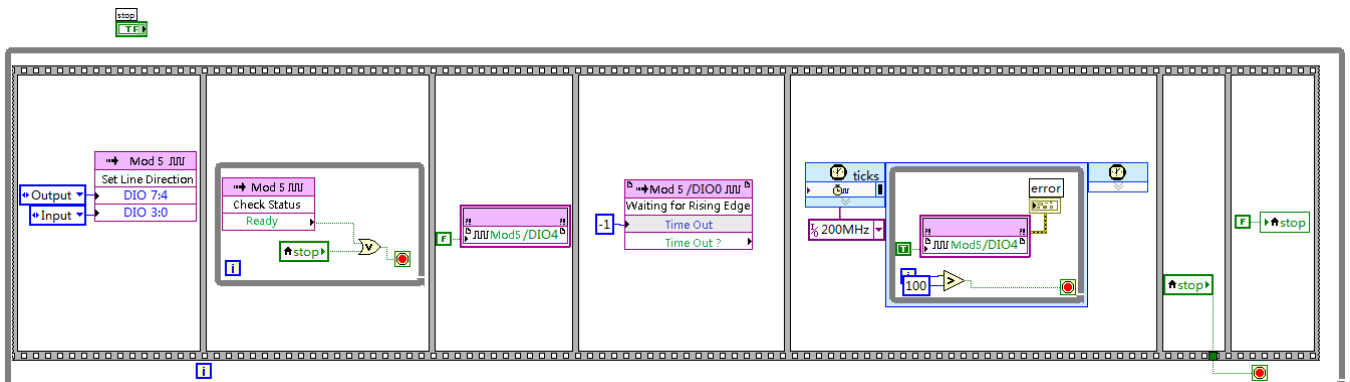 stop
TF
Mod 5
Set Line Direction
Output
DIO 7:4
Input
DIO 3:0
i
Mod 5
Check Status
Ready
stop
i
F
Mod5/DIO4
Mod 5 /DIO0
Waiting for Rising Edge
-1
Time Out
Time Out ?
ticks
200MHz
error
T
Mod5/DIO4
100
>
stop
F
stop